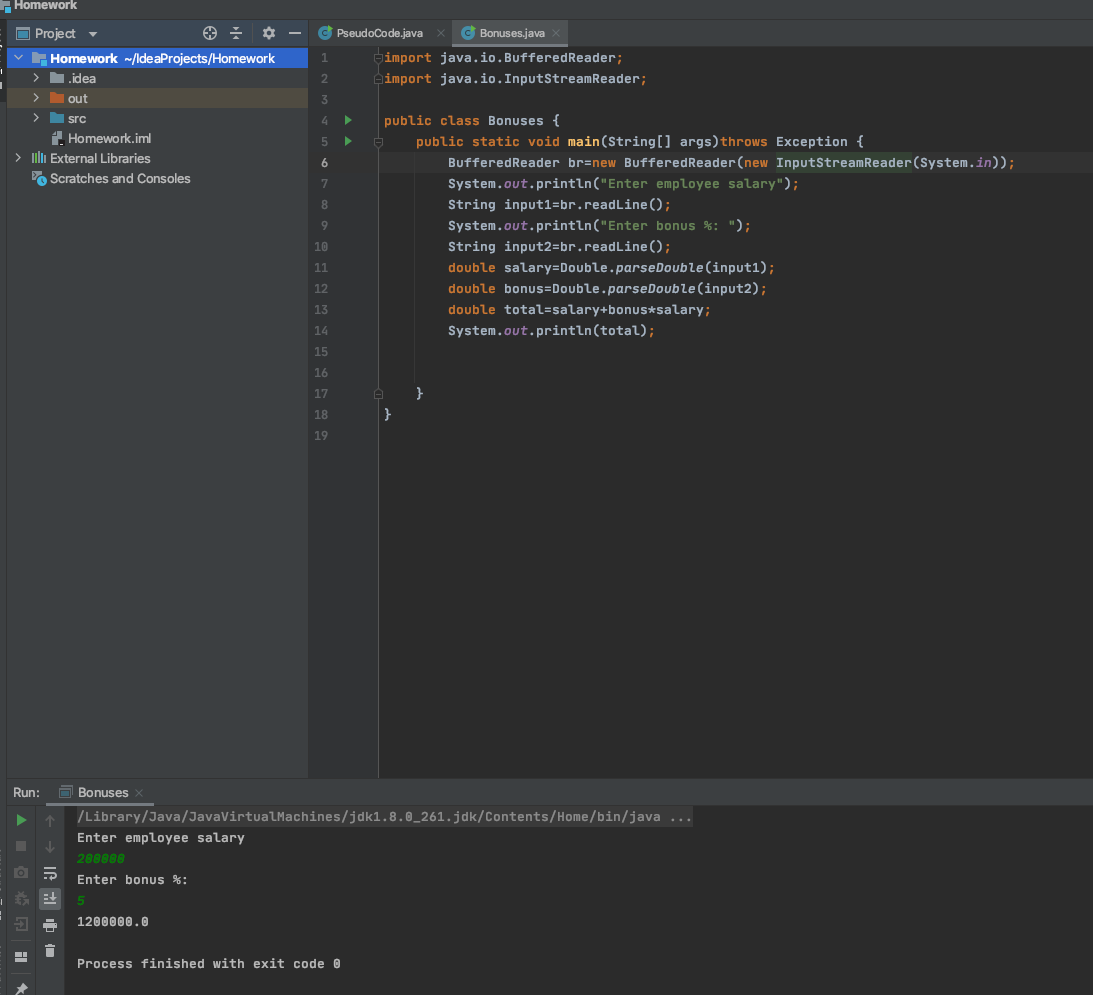 Homework
Project
PseudoCode.java
Bonuses.java
Homework ~/IdeaProjects/Homework
.idea
out
src
Homework.iml
External Libraries
Scratches and Consoles
1 import java.io.BufferedReader;
2 import java.io.InputStreamReader;
3
4 public class Bonuses {
5 public static void main(String[] args)throws Exception {
6 BufferedReader br=new BufferedReader(new InputStreamReader(System.in));
7 System.out.println("Enter employee salary");
8 String input1=br.readLine();
9 System.out.println("Enter bonus %: ");
10 String input2=br.readLine();
11 double salary=Double.parseDouble(input1);
12 double bonus=Double.parseDouble(input2);
13 double total=salary+bonus*salary;
14 System.out.println(total);
15
16
17 }
18 }
19
Run: Bonuses
/Library/Java/JavaVirtualMachines/jdk1.8.0_261.jdk/Contents/Home/bin/java ...
Enter employee salary
200000
Enter bonus %:
5
1200000.0
Process finished with exit code 0